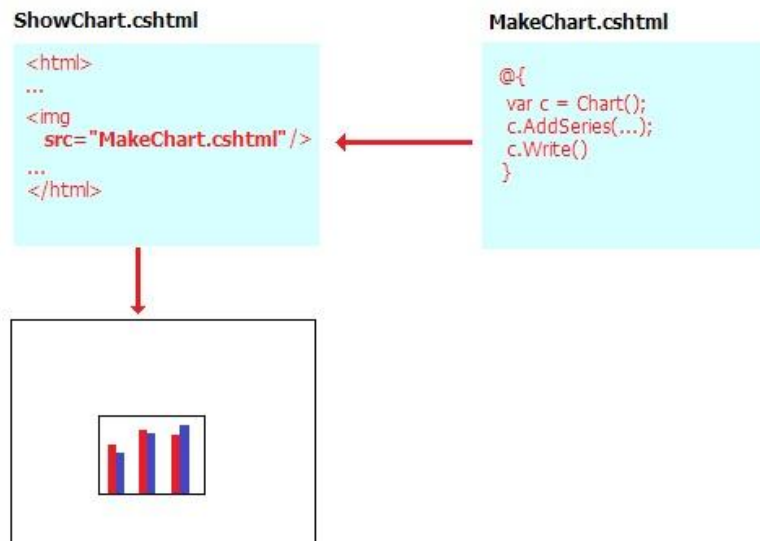 ShowChart.cshtml
<html>
...
<img
src="MakeChart.cshtml"/>
...
</html>
MakeChart.cshtml
@{
var c = Chart();
c.AddSeries(...);
c.Write()
}